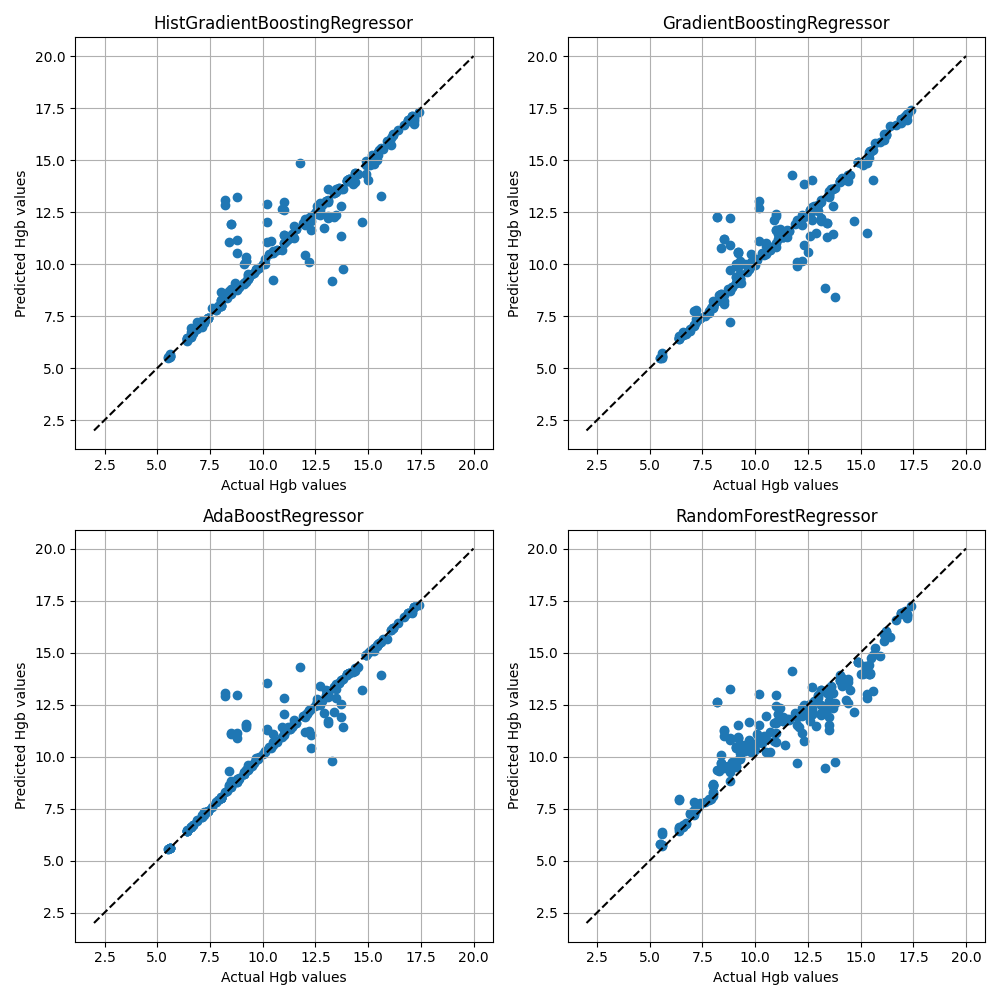 HistGradientBoostingRegressor
20.0
17.5
15.0
12.5
10.0
7.5
5.0
2.5
Predicted Hgb values
2.5 5.0 7.5 10.0 12.5 15.0 17.5 20.0
Actual Hgb values
GradientBoostingRegressor
20.0
17.5
15.0
12.5
10.0
7.5
5.0
2.5
Predicted Hgb values
2.5 5.0 7.5 10.0 12.5 15.0 17.5 20.0
Actual Hgb values
AdaBoostRegressor
20.0
17.5
15.0
12.5
10.0
7.5
5.0
2.5
Predicted Hgb values
2.5 5.0 7.5 10.0 12.5 15.0 17.5 20.0
Actual Hgb values
RandomForestRegressor
20.0
17.5
15.0
12.5
10.0
7.5
5.0
2.5
Predicted Hgb values
2.5 5.0 7.5 10.0 12.5 15.0 17.5 20.0
Actual Hgb values